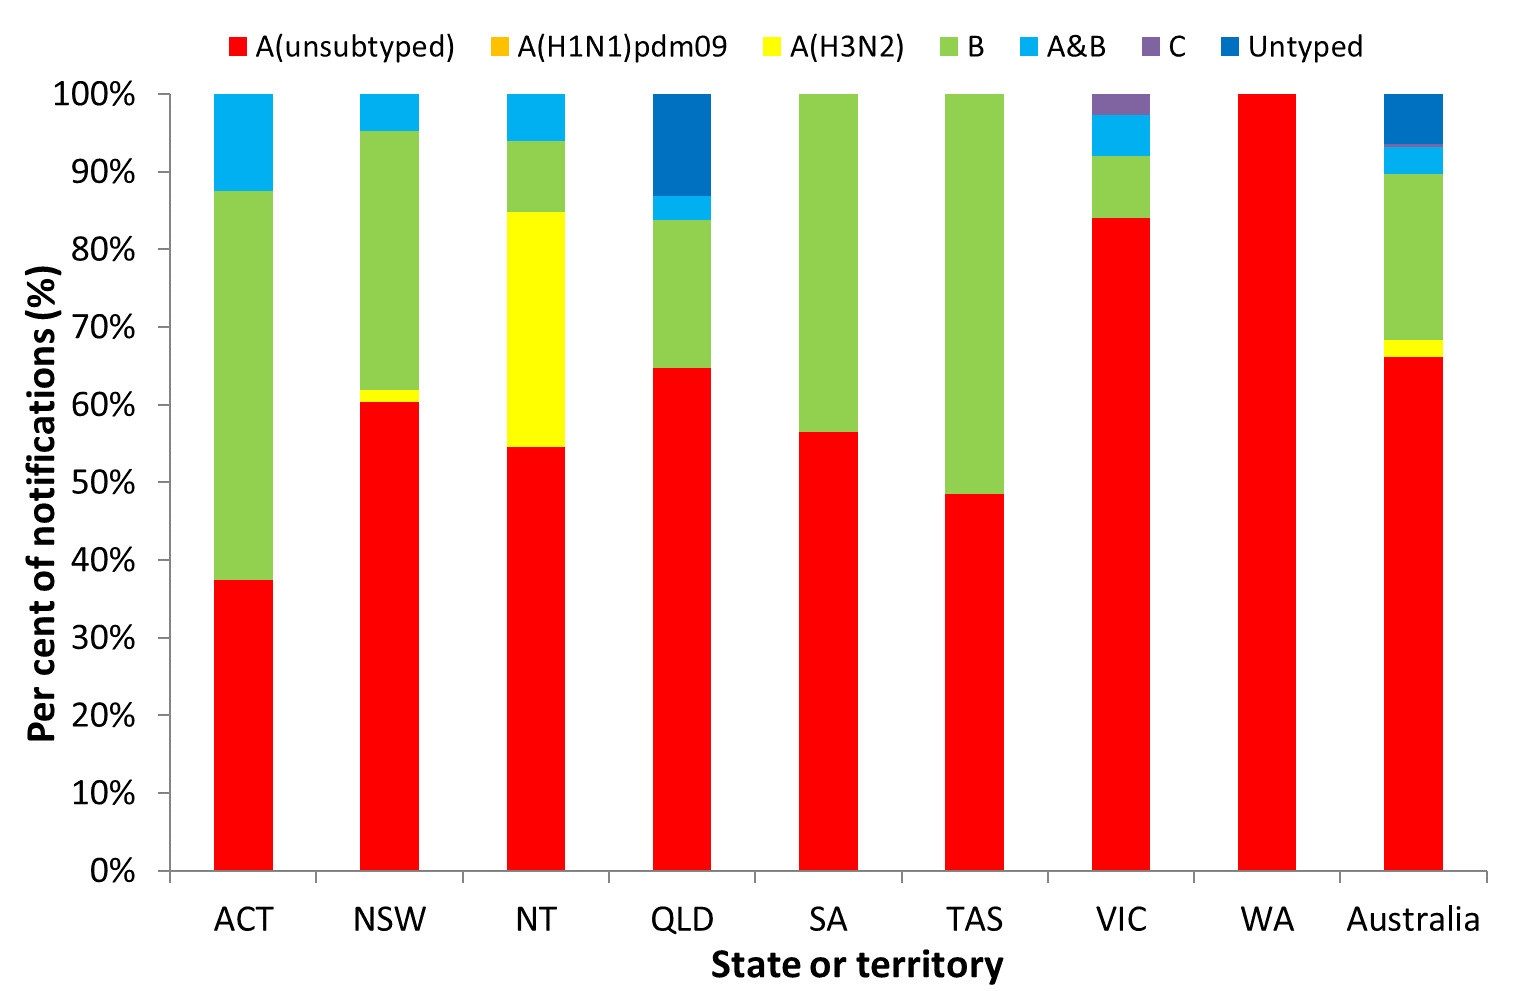 A(unsubtyped) A(H1N1)pdm09 A(H3N2) B A&B C Untyped
100%
90%
80%
70%
60%
50%
40%
30%
20%
10%
0%
Per cent of notifications (%)
ACT NSW NT QLD SA TAS VIC WA Australia
State or territory